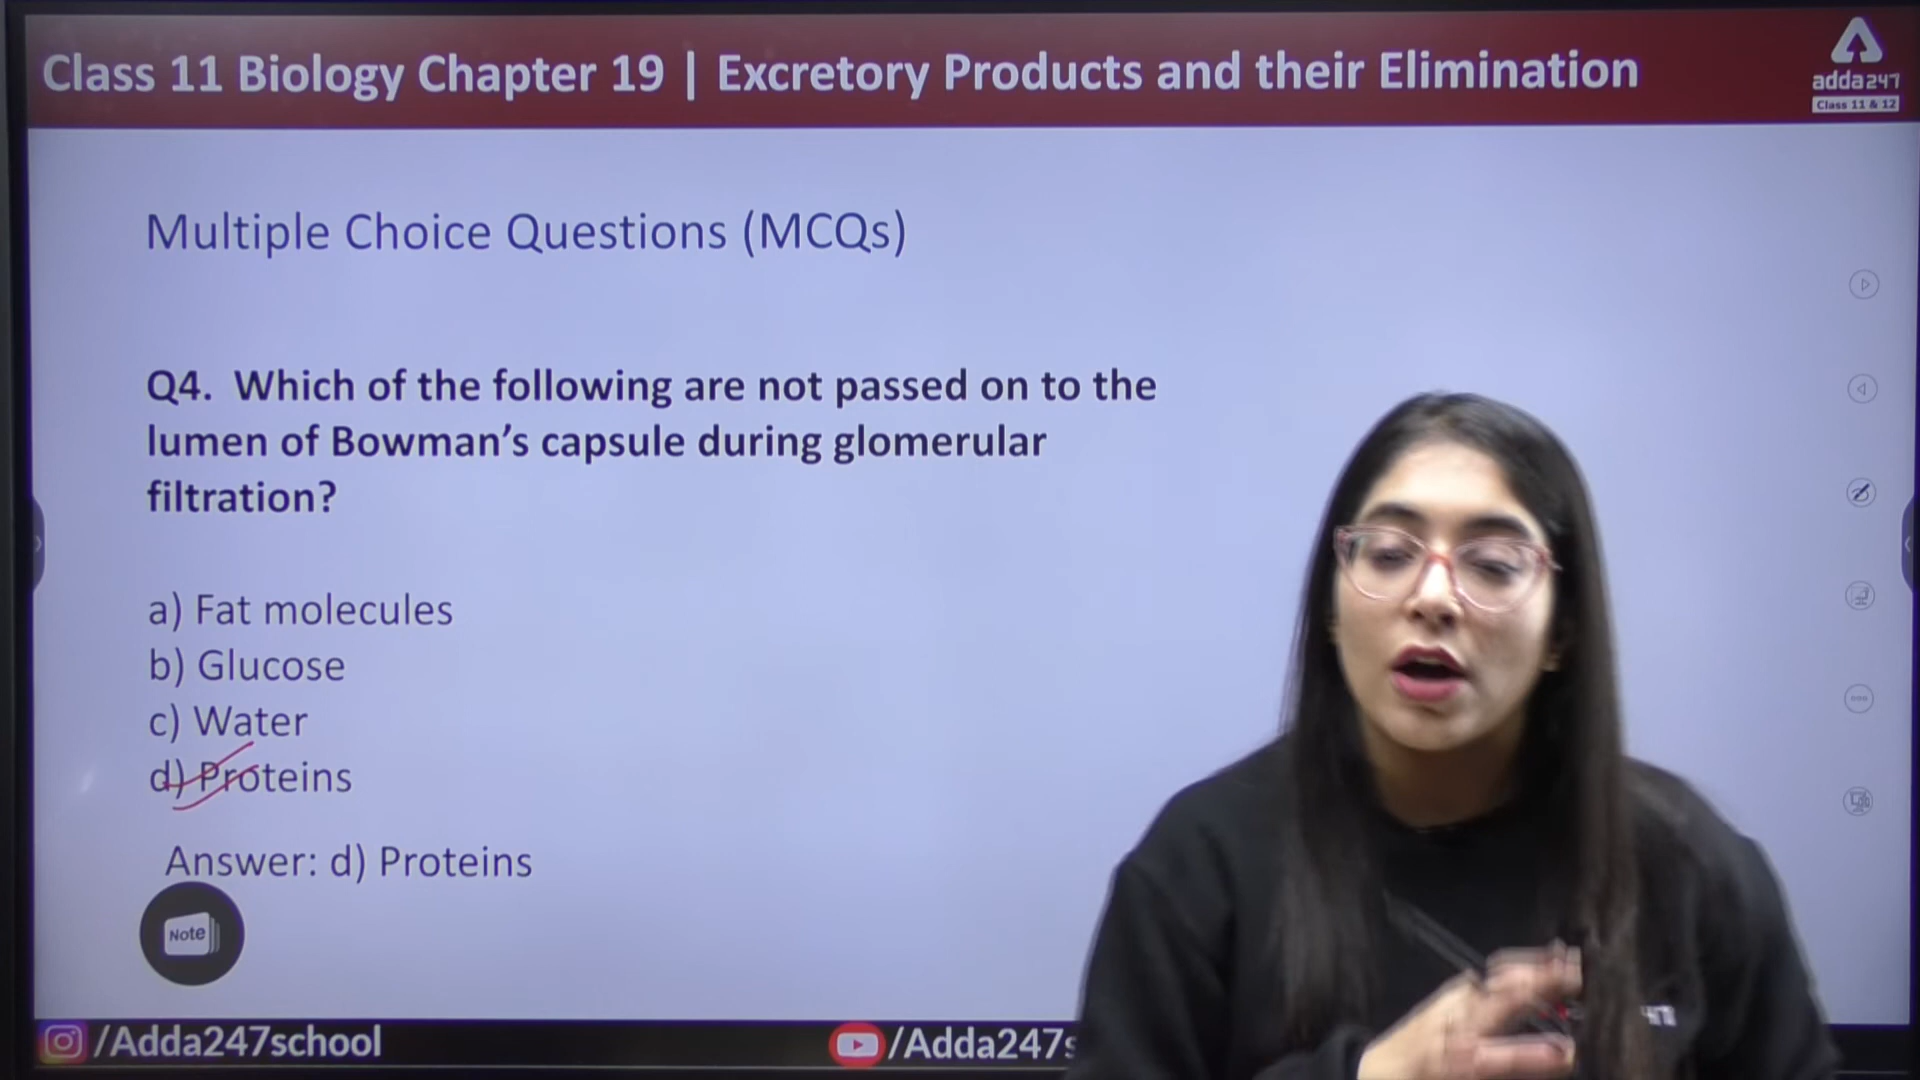 Class 11 Biology Chapter 19 | Excretory Products and their Elimination
adda247
Class 11 & 12
Multiple Choice Questions (MCQs)
Q4. Which of the following are not passed on to the
lumen of Bowman’s capsule during glomerular
filtration?
a) Fat molecules
b) Glucose
c) Water
d) Proteins
Answer: d) Proteins
Note
/Adda247school
/Adda247s